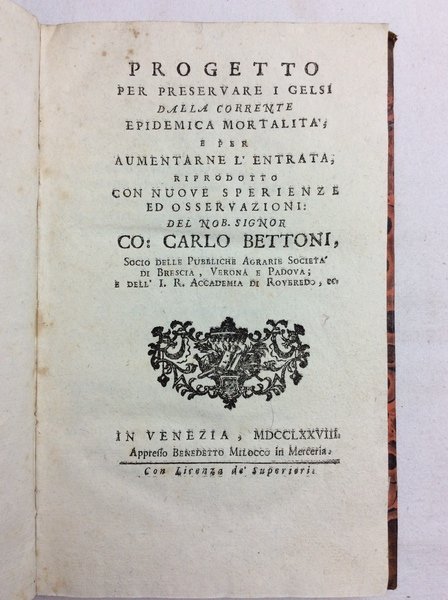 PROGETTO
PER PRESERVARE I GELSI
DALLA CORRENTE
EPIDEMICA MORTALITA';
E PER
AUMENTARNE L'ENTRATA;
RIPRODOTTO
CON NUOVE SPERIENZE
ED OSSERVAZIONI:
DEL NOB. SIGNOR
CO: CARLO BETTONI,
SOCIO DELLE PUBBLICHE AGRARIE SOCIETA'
DI BRESCIA, VERONA E PADOVA;
E DELL' I. R. ACCADEMIA DI ROVEREDO, &c.
IN VENEZIA, MDCCLXXVIII.
Appresso BENEDETTO MILOCCO in Merceria.
Con Licenza de' Superiori.